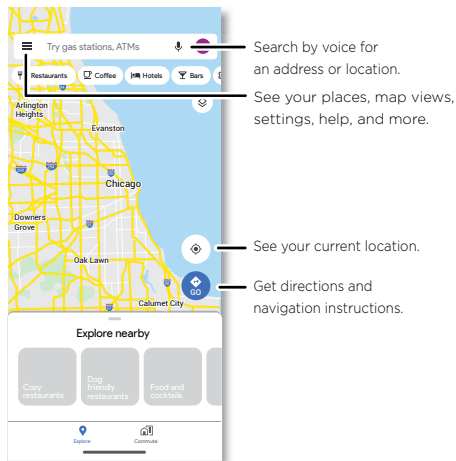 Try gas stations, ATMs
Search by voice for
an address or location.
Restaurants Coffee Hotels Bars
See your places, map views,
settings, help, and more.
Arlington
Heights
Evanston
Chicago
Downers
Grove
See your current location.
Oak Lawn
GO
Get directions and
navigation instructions.
Calumet City
Explore nearby
Cozy
restaurants
Dog
friendly
restaurants
Food and
cocktails
Explore
Commute